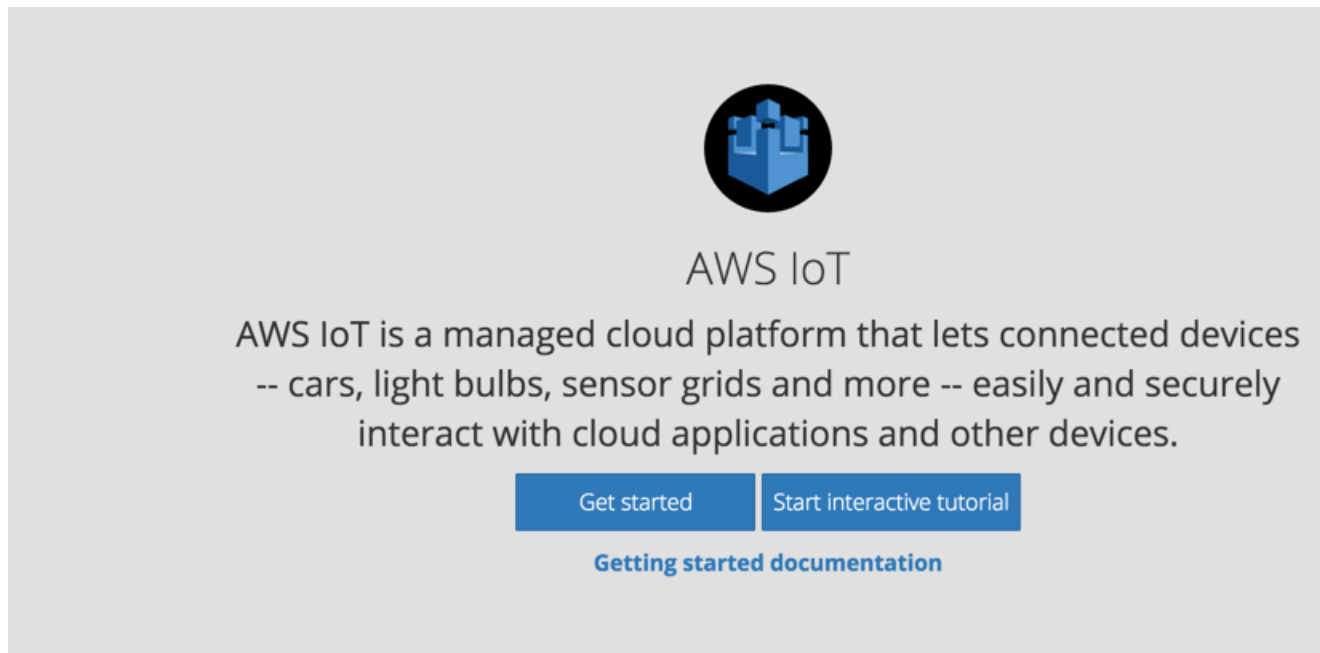 AWS IoT
AWS IoT is a managed cloud platform that lets connected devices
-- cars, light bulbs, sensor grids and more -- easily and securely
interact with cloud applications and other devices.
Get started
Start interactive tutorial
Getting started documentation